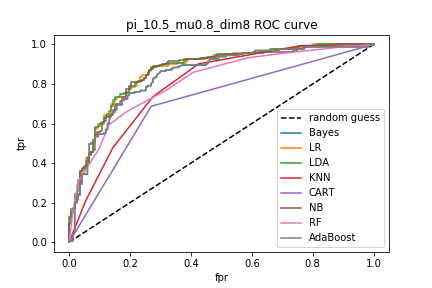 pi_10.5_mu0.8_dim8 ROC curve
1.0
0.8
0.6
0.4
0.2
0.0
tpr
random guess
Bayes
LR
LDA
KNN
CART
NB
RF
AdaBoost
0.0 0.2 0.4 0.6 0.8 1.0
fpr